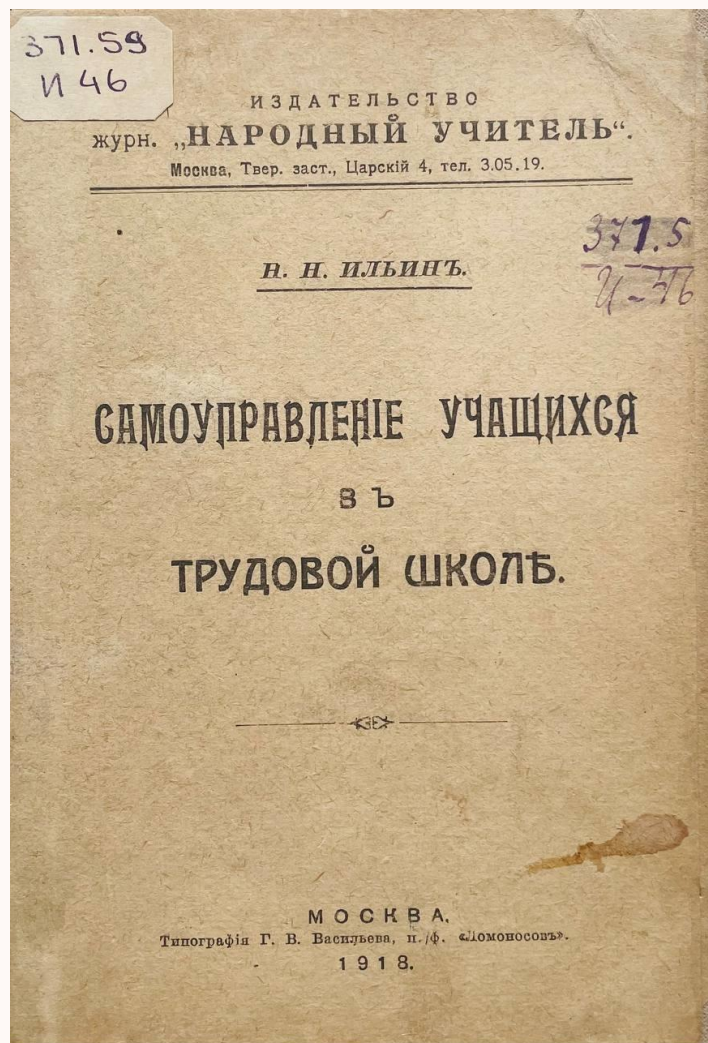 371.59
И 46
ИЗДАТЕЛЬСТВО
журн. „НАРОДНЫЙ УЧИТЕЛЬ“.
Москва, Твер. заст., Царскій 4, тел. 3.05.19.
371.5
И-46
Н. Н. ИЛЬИНЪ.
САМОУПРАВЛЕНІЕ УЧАЩИХСЯ
ВЪ
ТРУДОВОЙ ШКОЛѢ.
МОСКВА.
Типографія Г. В. Васильева, п./ф. «Ломоносовъ».
1918.